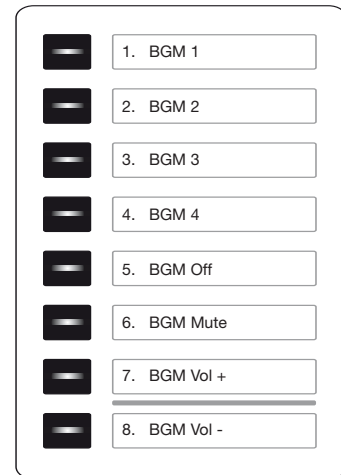 1. BGM 1
2. BGM 2
3. BGM 3
4. BGM 4
5. BGM Off
6. BGM Mute
7. BGM Vol +
8. BGM Vol -